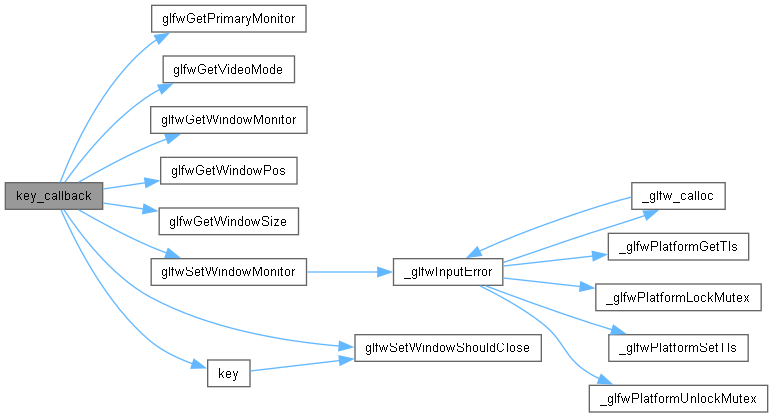 glfwGetPrimaryMonitor
glfwGetVideoMode
glfwGetWindowMonitor
glfwGetWindowPos
key_callback
_glfw_calloc
glfwGetWindowSize
_glfwPlatformGetTls
glfwSetWindowMonitor
_glfwInputError
_glfwPlatformLockMutex
glfwSetWindowShouldClose
_glfwPlatformSetTls
key
_glfwPlatformUnlockMutex